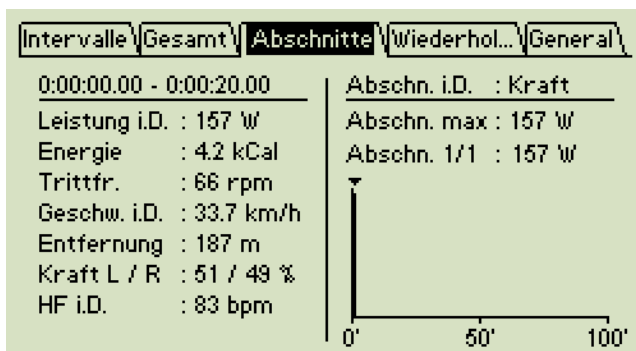 Intervalle Gesamt Abschnitte Wiederhol... General
0:00:00.00 - 0:00:20.00
Leistung i.D. : 157 W
Energie : 4.2 kCal
Trittfr. : 66 rpm
Geschw. i.D. : 33.7 km/h
Entfernung : 187 m
Kraft L / R : 51 / 49 %
HF i.D. : 83 bpm
Abschn. i.D. : Kraft
Abschn. max : 157 W
Abschn. 1/1 : 157 W
0' 50' 100'